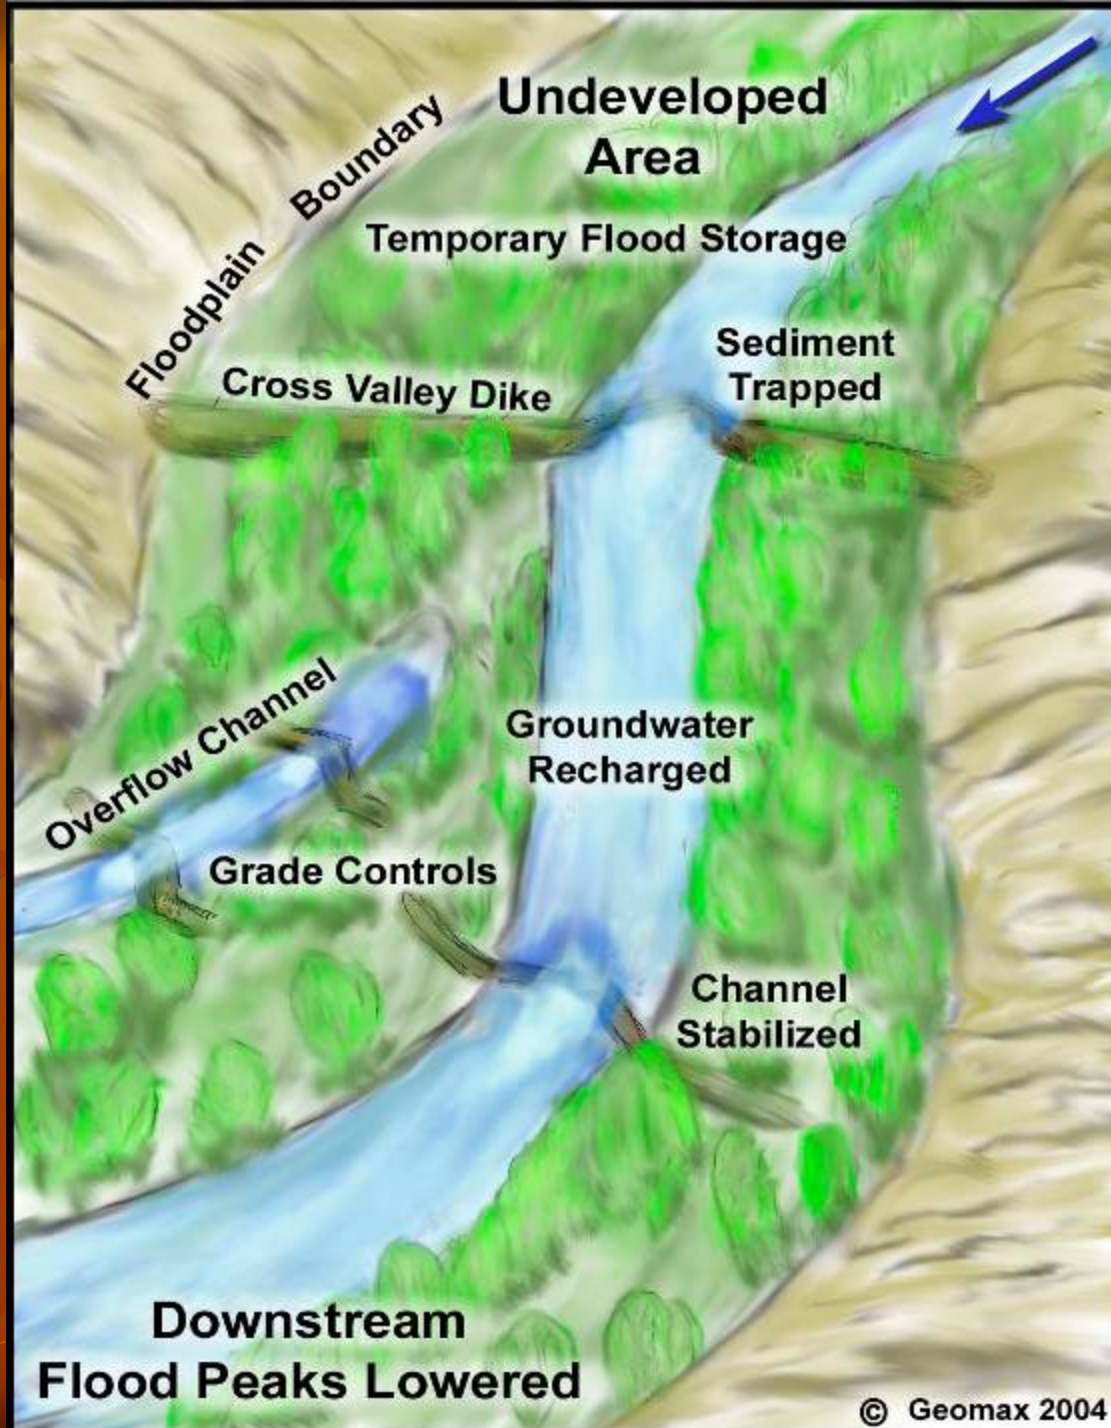 Undeveloped
Area
Floodplain Boundary
Temporary Flood Storage
Sediment
Trapped
Cross Valley Dike
Overflow Channel
Groundwater
Recharged
Grade Controls
Channel
Stabilized
Downstream
Flood Peaks Lowered
© Geomax 2004